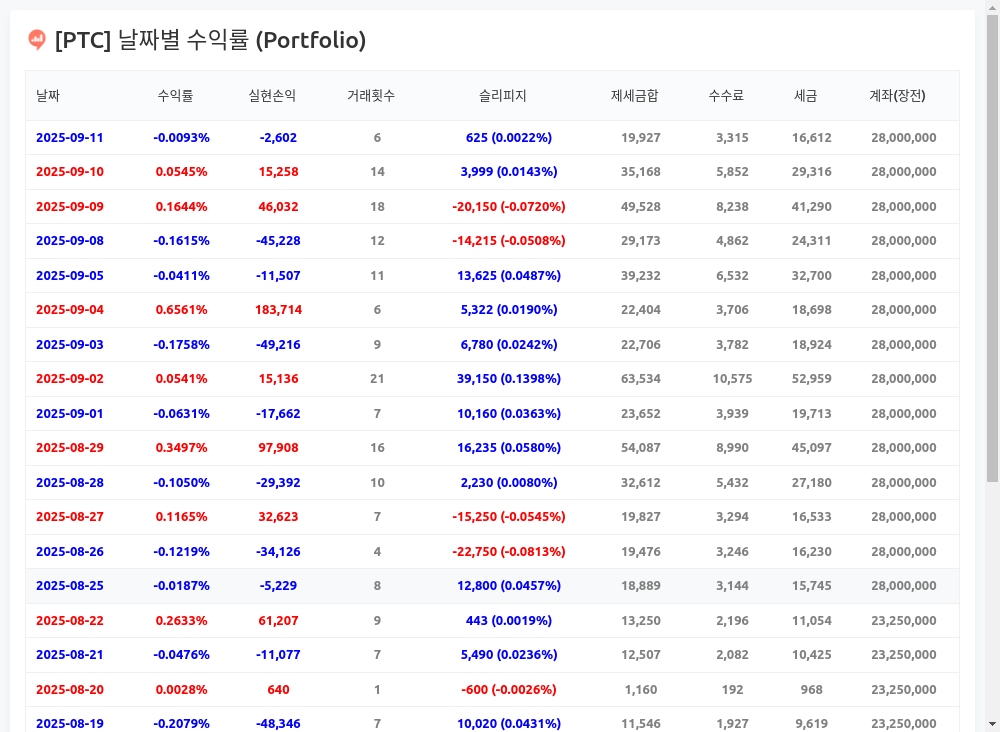 [PTC] 날짜별 수익률 (Portfolio)
날짜 수익률 실현손익 거래횟수 슬리피지 제세금합 수수료 세금 계좌(장전)
2025-09-11 -0.0093% -2,602 6 625 (0.0022%) 19,927 3,315 16,612 28,000,000
2025-09-10 0.0545% 15,258 14 3,999 (0.0143%) 35,168 5,852 29,316 28,000,000
2025-09-09 0.1644% 46,032 18 -20,150 (-0.0720%) 49,528 8,238 41,290 28,000,000
2025-09-08 -0.1615% -45,228 12 -14,215 (-0.0508%) 29,173 4,862 24,311 28,000,000
2025-09-05 -0.0411% -11,507 11 13,625 (0.0487%) 39,232 6,532 32,700 28,000,000
2025-09-04 0.6561% 183,714 6 5,322 (0.0190%) 22,404 3,706 18,698 28,000,000
2025-09-03 -0.1758% -49,216 9 6,780 (0.0242%) 22,706 3,782 18,924 28,000,000
2025-09-02 0.0541% 15,136 21 39,150 (0.1398%) 63,534 10,575 52,959 28,000,000
2025-09-01 -0.0631% -17,662 7 10,160 (0.0363%) 23,652 3,939 19,713 28,000,000
2025-08-29 0.3497% 97,908 16 16,235 (0.0580%) 54,087 8,990 45,097 28,000,000
2025-08-28 -0.1050% -29,392 10 2,230 (0.0080%) 32,612 5,432 27,180 28,000,000
2025-08-27 0.1165% 32,623 7 -15,250 (-0.0545%) 19,827 3,294 16,533 28,000,000
2025-08-26 -0.1219% -34,126 4 -22,750 (-0.0813%) 19,476 3,246 16,230 28,000,000
2025-08-25 -0.0187% -5,229 8 12,800 (0.0457%) 18,889 3,144 15,745 28,000,000
2025-08-22 0.2633% 61,207 9 443 (0.0019%) 13,250 2,196 11,054 23,250,000
2025-08-21 -0.0476% -11,077 7 5,490 (0.0236%) 12,507 2,082 10,425 23,250,000
2025-08-20 0.0028% 640 1 -600 (-0.0026%) 1,160 192 968 23,250,000
2025-08-19 -0.2079% -48,346 7 10,020 (0.0431%) 11,546 1,927 9,619 23,250,000